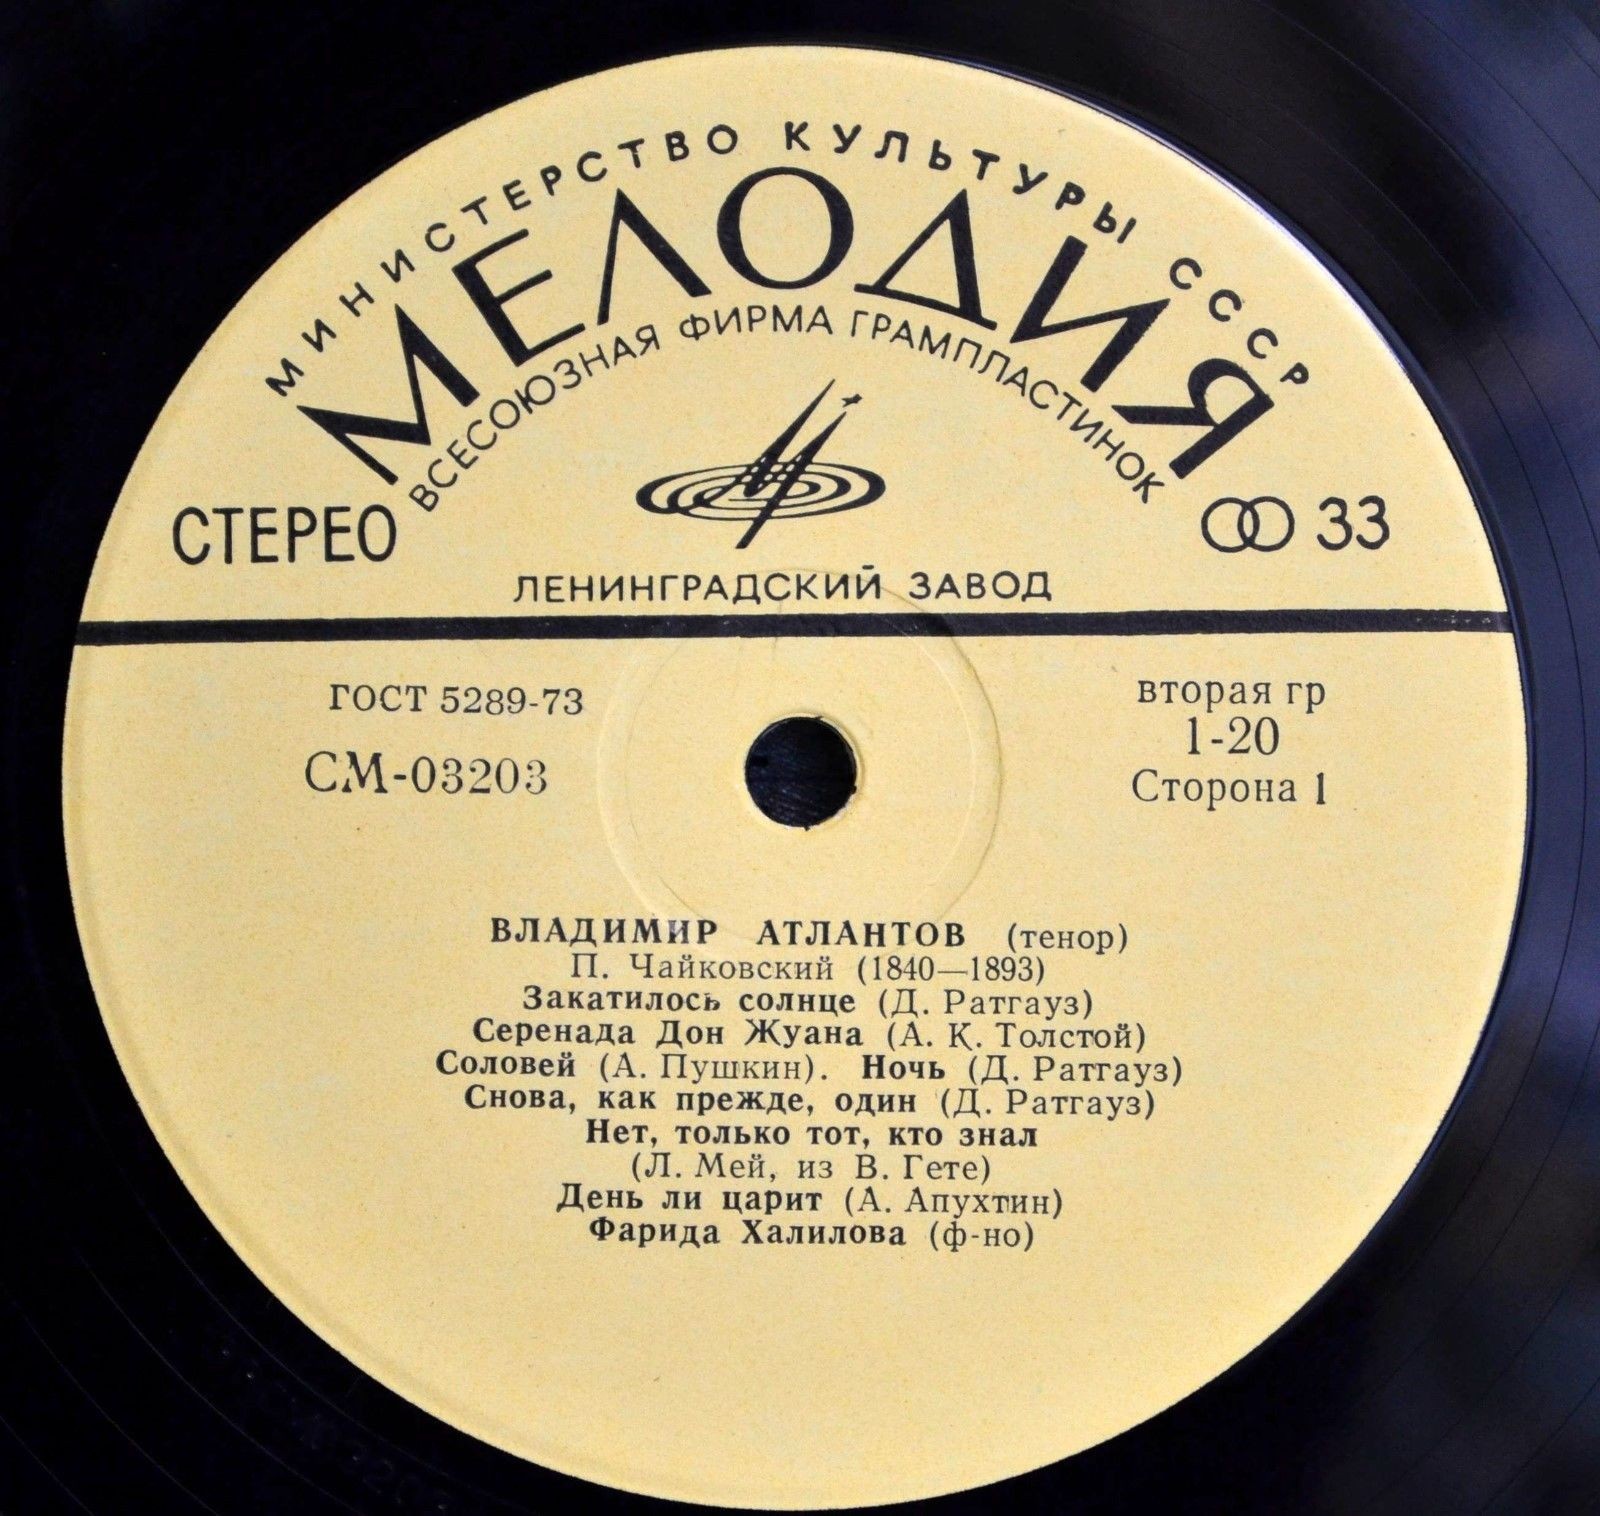 МИНИСТЕРСТВО КУЛЬТУРЫ СССР
МЕЛОДИЯ
ВСЕСОЮЗНАЯ ФИРМА ГРАМПЛАСТИНОК
СТЕРЕО
33
ЛЕНИНГРАДСКИЙ ЗАВОД
ГОСТ 5289-73
СМ-03203
вторая гр
1-20
Сторона 1
ВЛАДИМИР АТЛАНТОВ (тенор)
П. Чайковский (1840—1893)
Закатилось солнце (Д. Ратгауз)
Серенада Дон Жуана (А. К. Толстой)
Соловей (А. Пушкин). Ночь (Д. Ратгауз)
Снова, как прежде, один (Д. Ратгауз)
Нет, только тот, кто знал
(Л. Мей, из В. Гете)
День ли царит (А. Апухтин)
Фарида Халилова (ф-но)